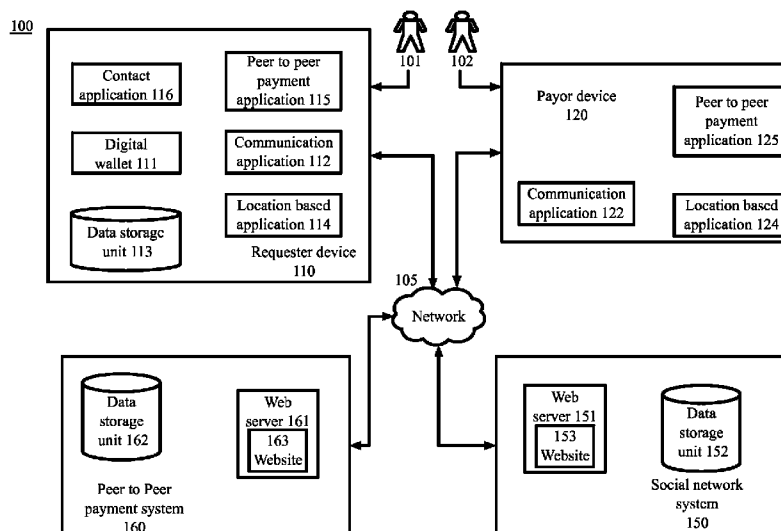 100
101
102
Contact
application 116
Peer to peer
payment
application 115
Digital
wallet 111
Communication
application 112
Data storage
unit 113
Location based
application 114
Requester device
110
Payor device
120
Peer to peer
payment
application 125
Communication
application 122
Location based
application 124
105
Network
Data
storage
unit 162
Web
server 161
163
Website
Peer to Peer
payment system
160
Web
server 151
153
Website
Data
storage
unit 152
Social network
system
150